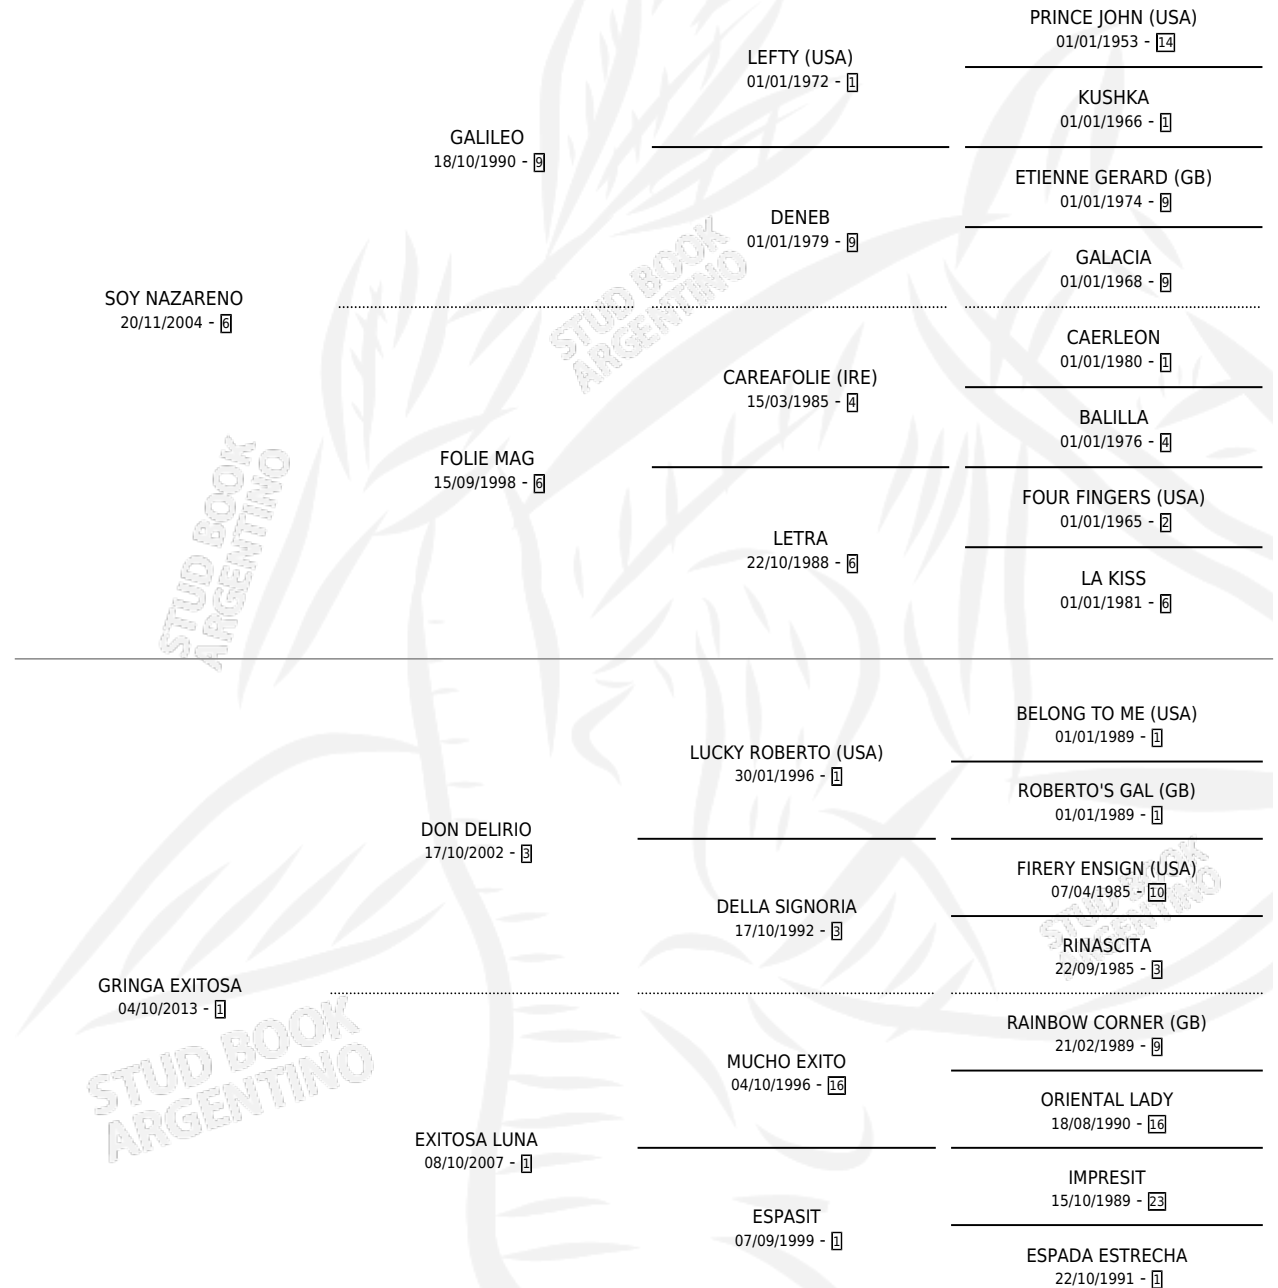 PRINCE JOHN (USA)
01/01/1953 - 14
LEFTY (USA)
01/01/1972 - 1
KUSHKA
01/01/1966 - 1
GALILEO
18/10/1990 - 9
ETIENNE GERARD (GB)
01/01/1974 - 9
DENEB
01/01/1979 - 9
GALACIA
01/01/1968 - 9
SOY NAZARENO
20/11/2004 - 6
CAERLEON
01/01/1980 - 1
CAREAFOLIE (IRE)
15/03/1985 - 4
BALILLA
01/01/1976 - 4
FOLIE MAG
15/09/1998 - 6
FOUR FINGERS (USA)
01/01/1965 - 2
LETRA
22/10/1988 - 6
LA KISS
01/01/1981 - 6
BELONG TO ME (USA)
01/01/1989 - 1
LUCKY ROBERTO (USA)
30/01/1996 - 1
ROBERTO'S GAL (GB)
01/01/1989 - 1
DON DELIRIO
17/10/2002 - 3
FIRERY ENSIGN (USA)
07/04/1985 - 10
DELLA SIGNORIA
17/10/1992 - 3
RINASCITA
22/09/1985 - 3
GRINGA EXITOSA
04/10/2013 - 1
RAINBOW CORNER (GB)
21/02/1989 - 9
MUCHO EXITO
04/10/1996 - 16
ORIENTAL LADY
18/08/1990 - 16
EXITOSA LUNA
08/10/2007 - 1
IMPRESIT
15/10/1989 - 23
ESPASIT
07/09/1999 - 1
ESPADA ESTRECHA
22/10/1991 - 1
STUD BOOK
ARGENTINO
STUD BOOK
ARGENTINO
STUD BOOK
ARGENTINO
STUD BOOK
ARGENTINO